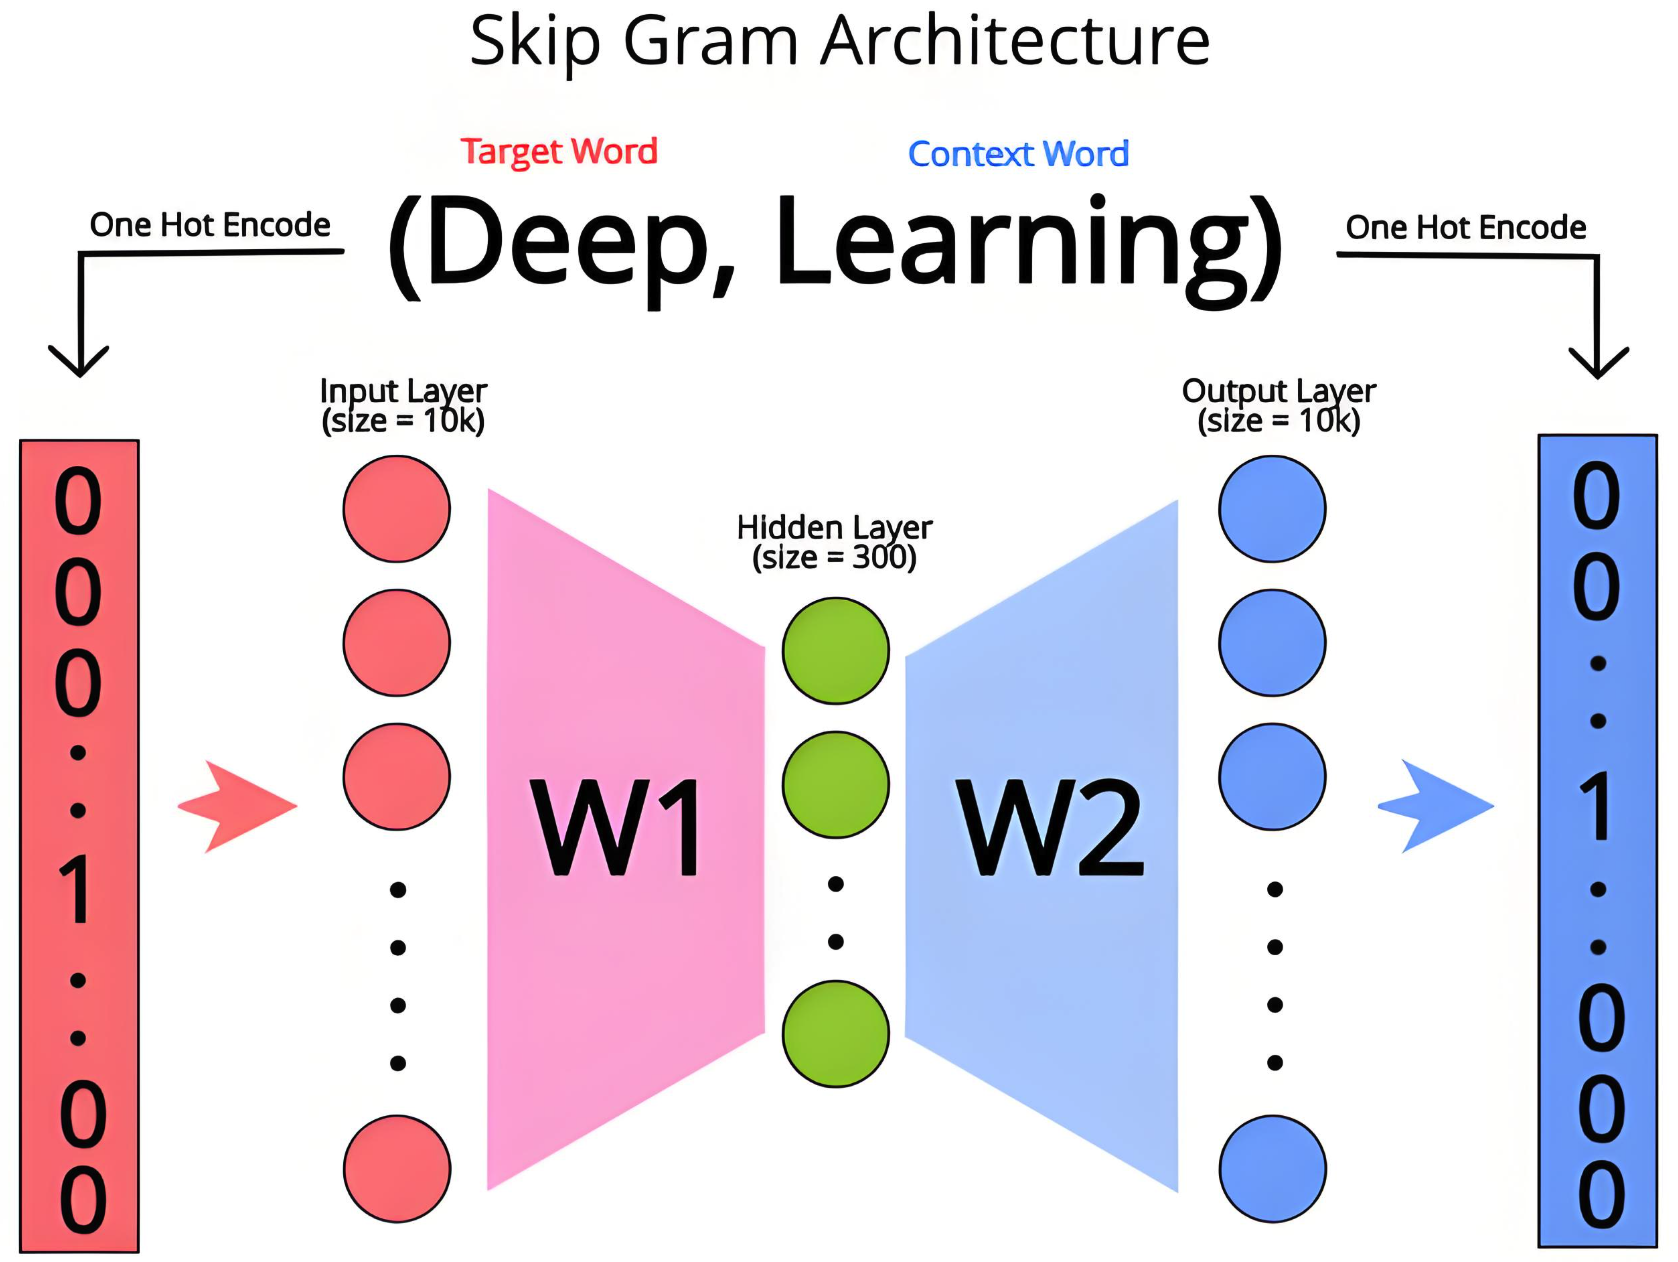 Skip Gram Architecture
Target Word
Context Word
(Deep, Learning)
One Hot Encode
One Hot Encode
Input Layer
(size = 10k)
Output Layer
(size = 10k)
Hidden Layer
(size = 300)
0
0
0
.
.
1
.
.
0
0
W1
W2
0
0
.
.
1
.
.
0
0
0